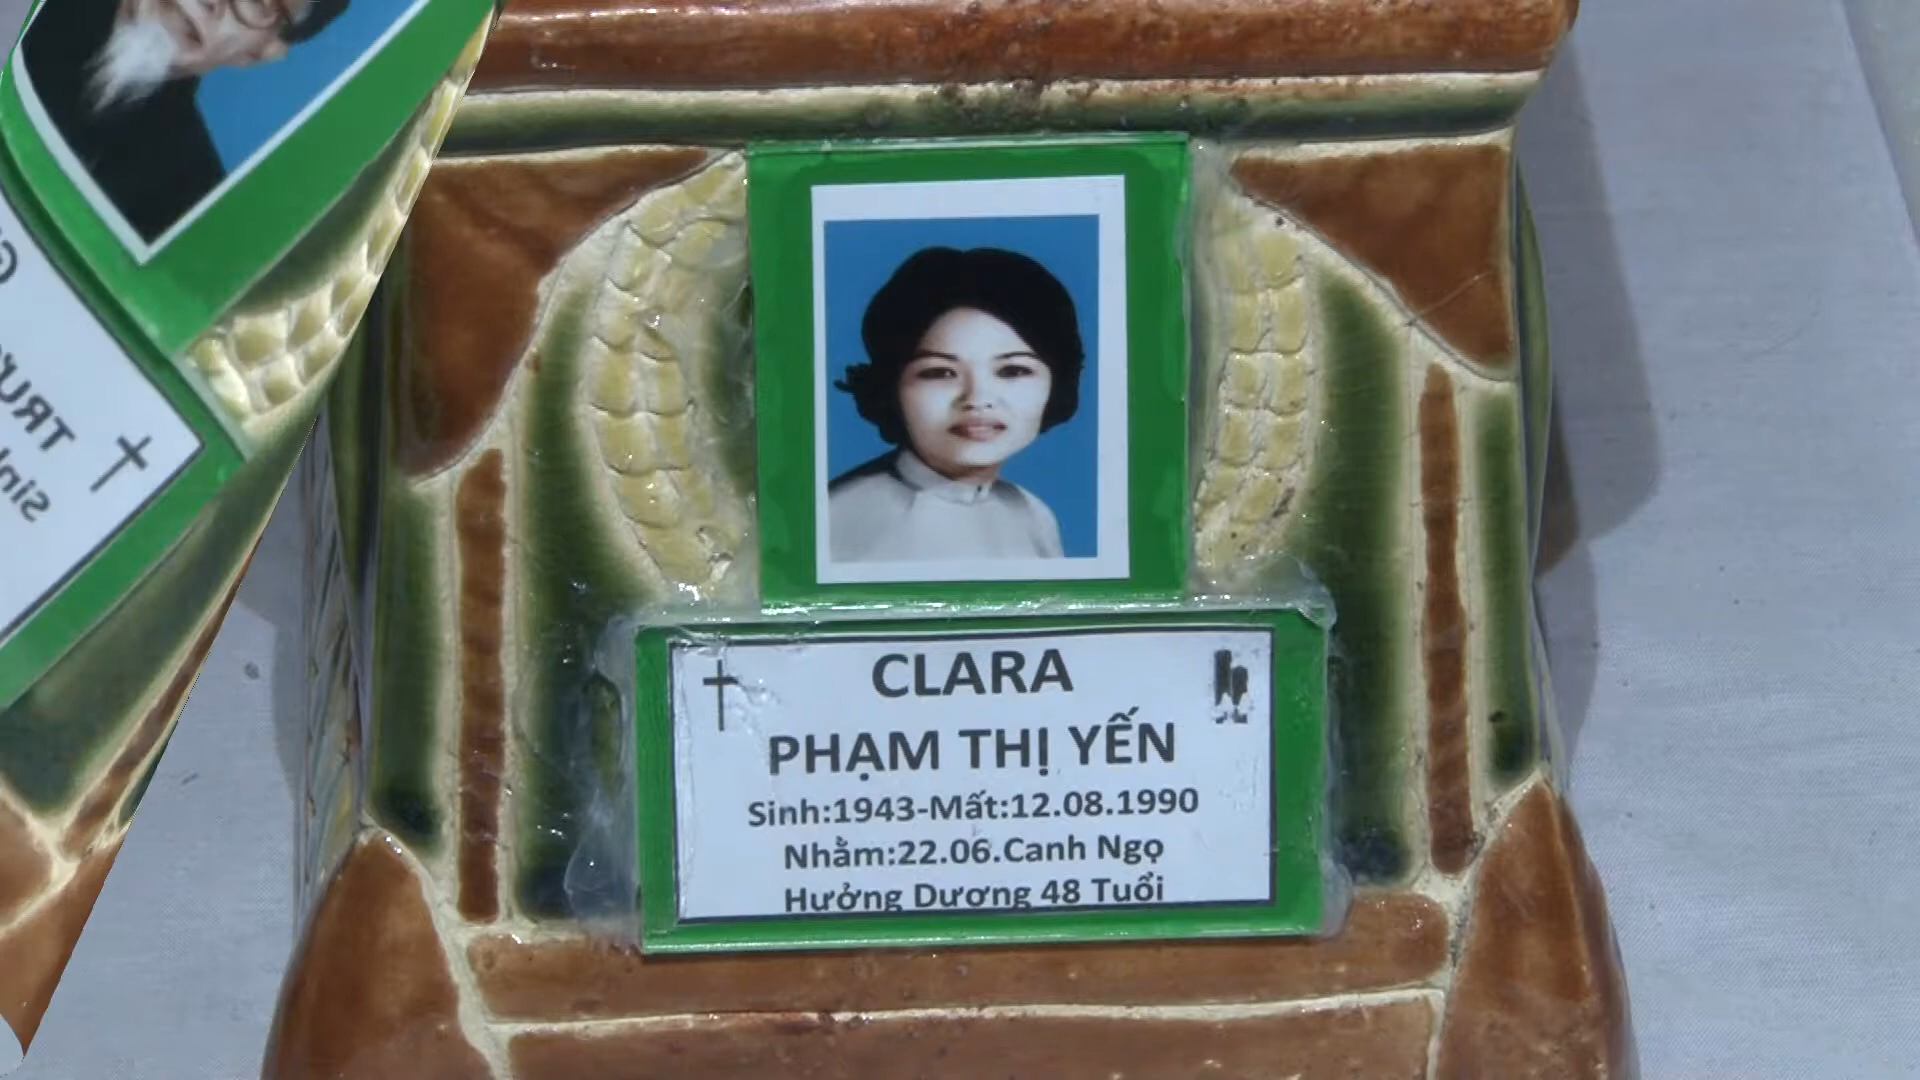 CLARA
PHẠM THỊ YẾN
Sinh:1943-Mất:12.08.1990
Nhằm:22.06.Canh Ngọ
Hưởng Dương 48 Tuổi